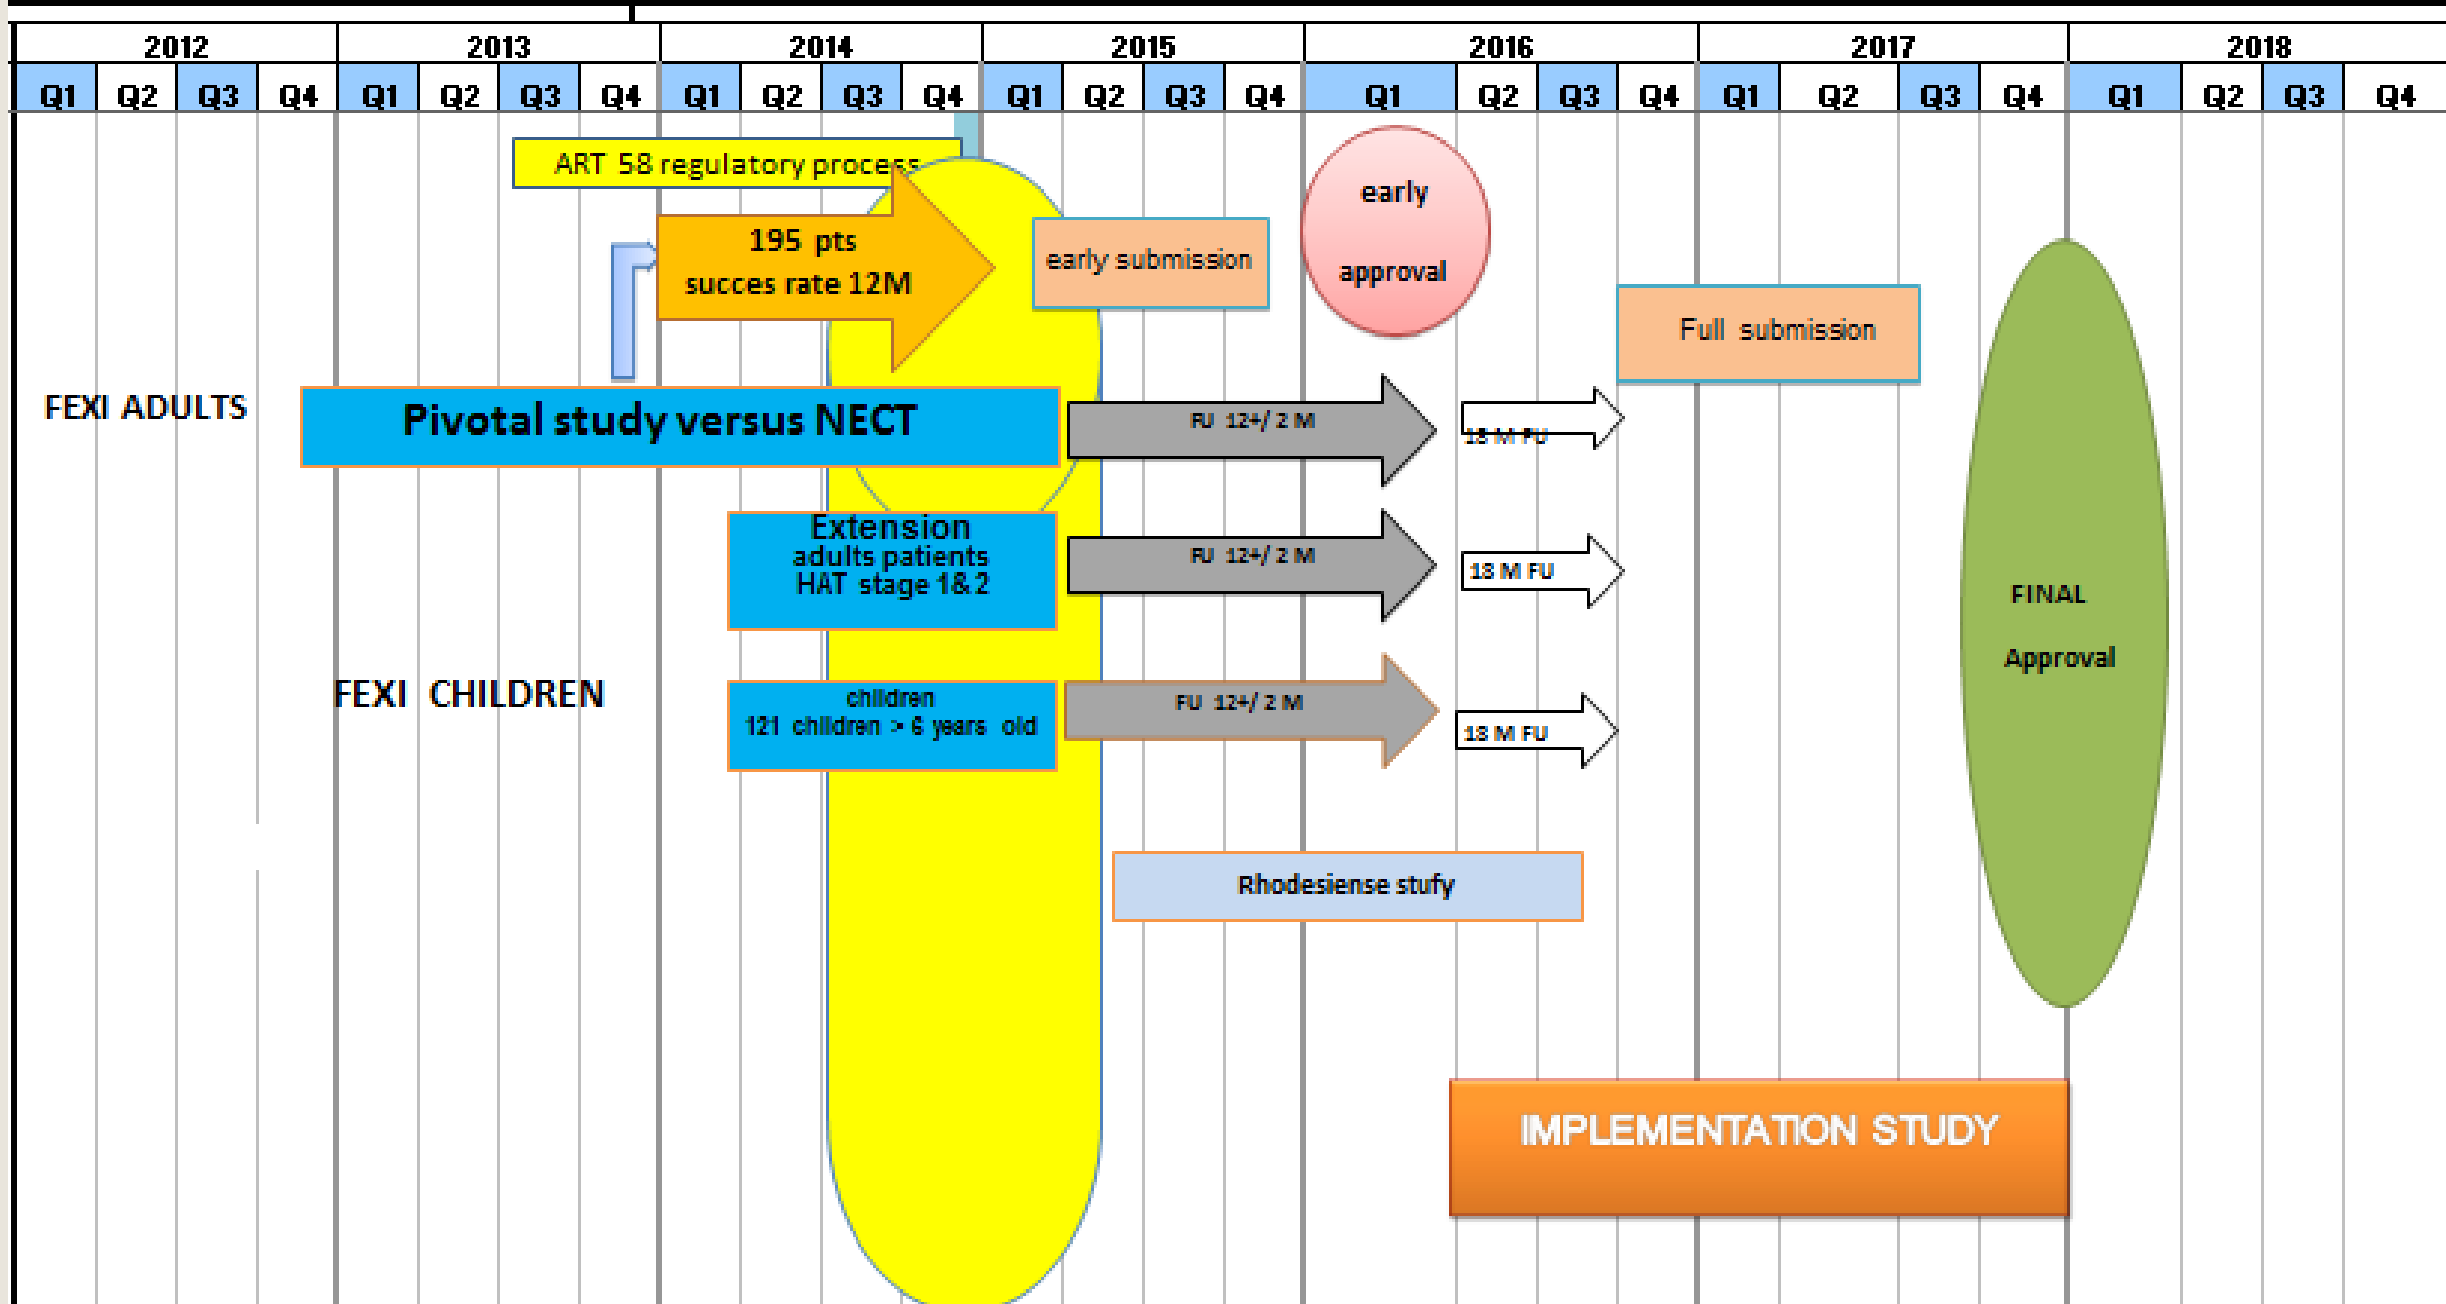 2012 2013 2014 2015 2016 2017 2018
Q1 Q2 Q3 Q4 Q1 Q2 Q3 Q4 Q1 Q2 Q3 Q4 Q1 Q2 Q3 Q4 Q1 Q2 Q3 Q4 Q1 Q2 Q3 Q4 Q1 Q2 Q3 Q4
ART 58 regulatory process
195 pts
succes rate 12M
early submission
early
approval
Full submission
FEXI ADULTS
Pivotal study versus NECT
FU 12+/ 2 M
18 M FU
Extension
adults patients
HAT stage 1& 2
FU 12+/ 2 M
18 M FU
FINAL
Approval
FEXI CHILDREN
children
121 children > 6 years old
FU 12+/ 2 M
18 M FU
Rhodesiense stufy
IMPLEMENTATION STUDY